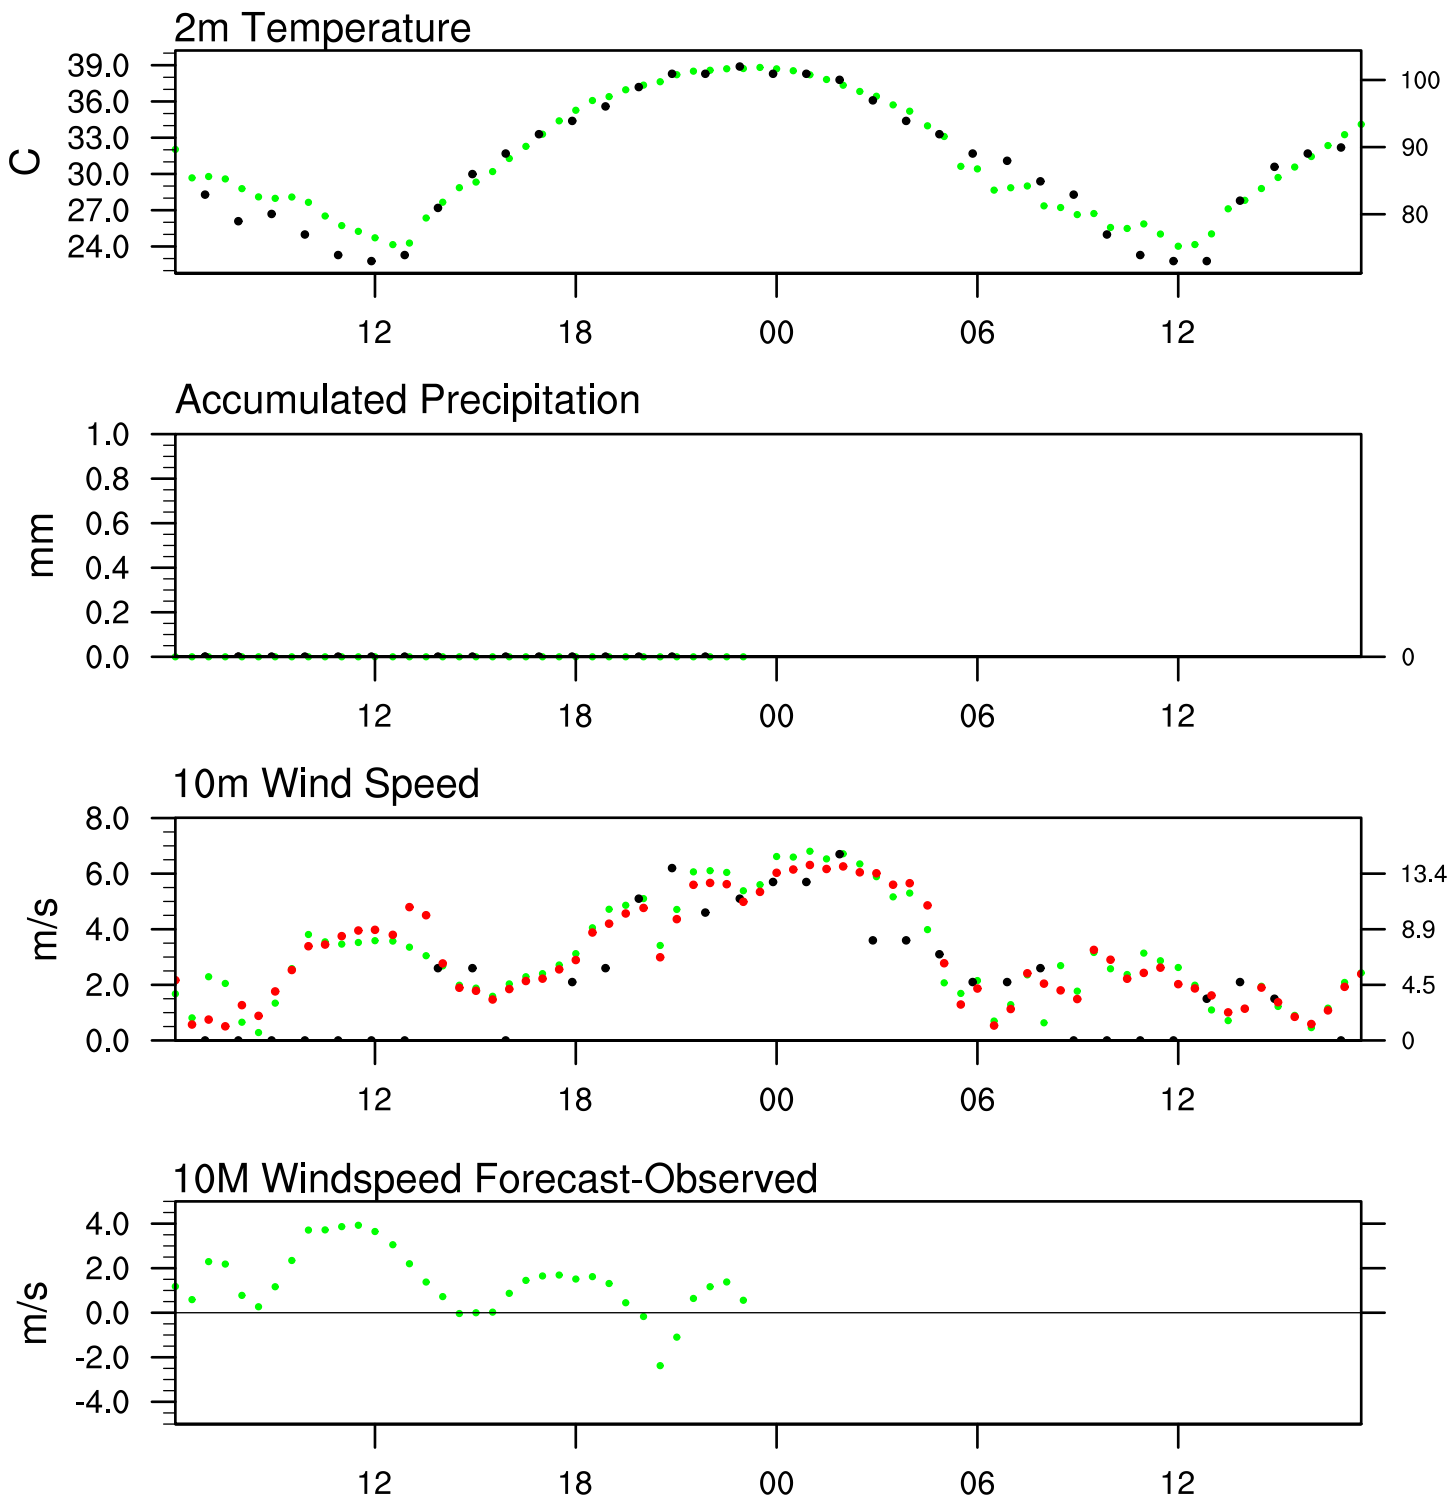 2m Temperature
39.0
36.0
33.0
30.0
27.0
24.0
C
100
90
80
12 18 00 06 12
Accumulated Precipitation
1.0
0.8
0.6
0.4
0.2
0.0
mm
0
12 18 00 06 12
10m Wind Speed
8.0
6.0
4.0
2.0
0.0
m/s
13.4
8.9
4.5
0
12 18 00 06 12
10M Windspeed Forecast-Observed
4.0
2.0
0.0
-2.0
-4.0
m/s
12 18 00 06 12